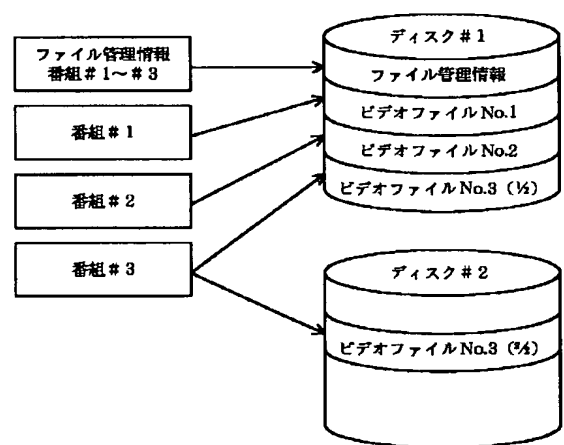 ファイル管理情報
番組#1～#3
番組#1
番組#2
番組#3
ディスク#1
ファイル管理情報
ビデオファイルNo.1
ビデオファイルNo.2
ビデオファイルNo.3（½）
ディスク#2
ビデオファイルNo.3（²⁄₂）